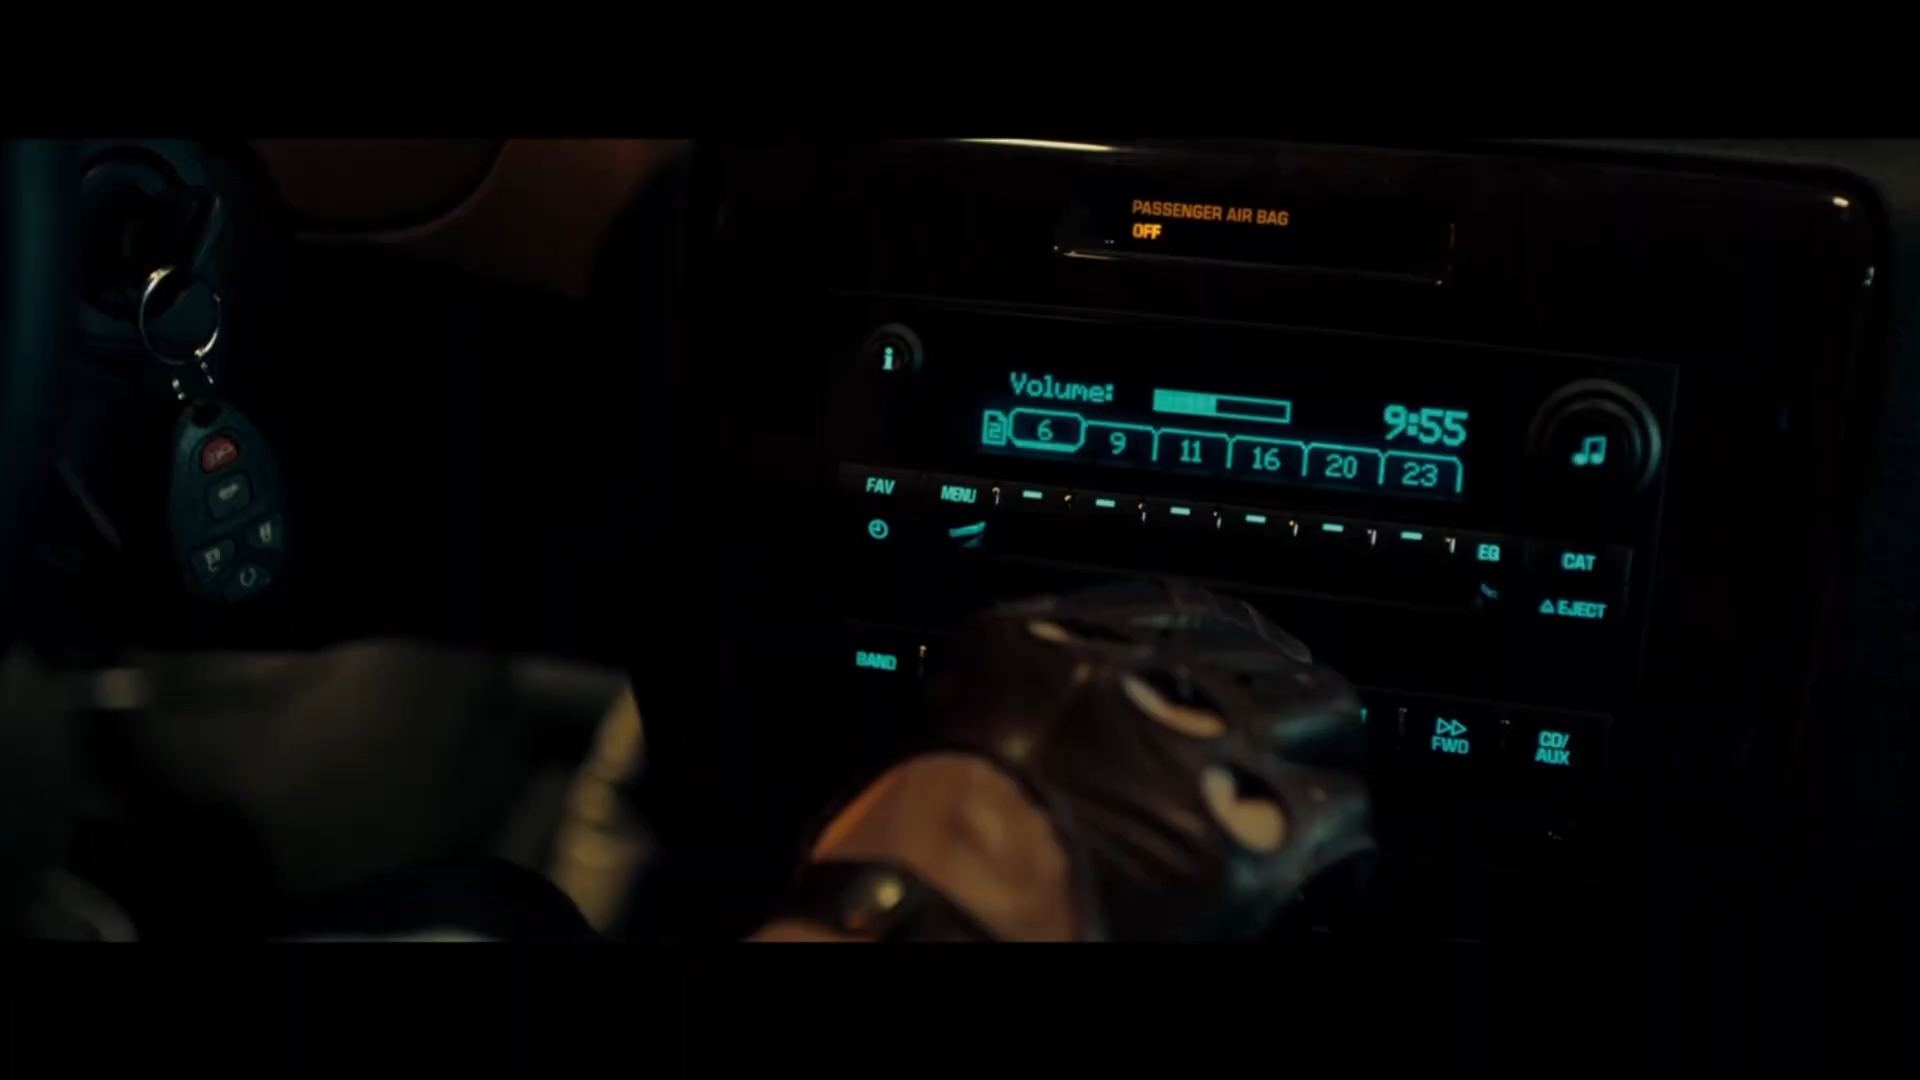 PASSENGER AIR BAG
OFF
i
Volume:
9:55
2 6 9 11 16 20 23
FAV MENU
EQ CAT
EJECT
BAND
FWD CD/
AUX